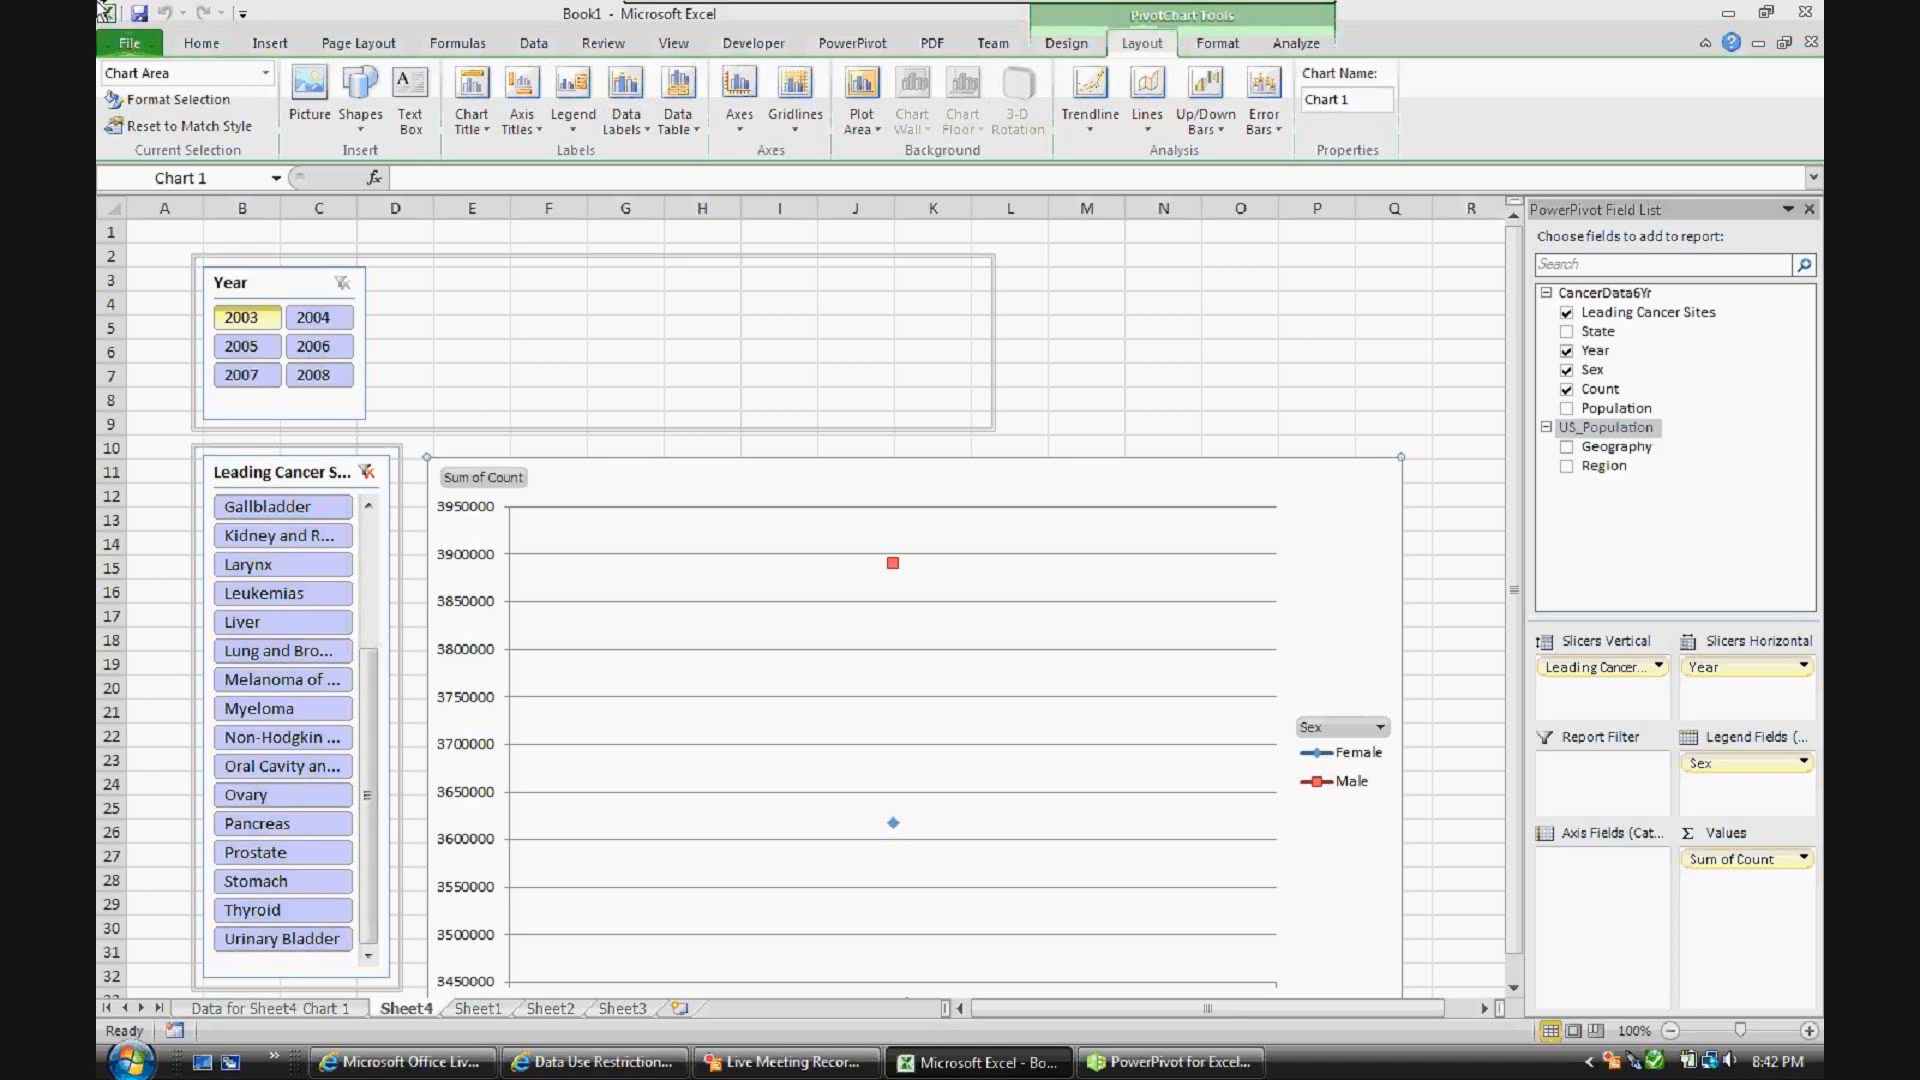 Book1 - Microsoft Excel
PivotChart Tools
File Home Insert Page Layout Formulas Data Review View Developer PowerPivot PDF Team Design Layout Format Analyze
Chart Area
Format Selection
Reset to Match Style
Current Selection
Picture Shapes Text Box
Insert
Chart Title Axis Titles Legend Data Labels Data Table
Labels
Axes Gridlines
Axes
Plot Area Chart Wall Chart Floor 3-D Rotation
Background
Trendline Lines Up/Down Bars Error Bars
Analysis
Chart Name:
Chart 1
Properties
Chart 1
fx
A B C D E F G H I J K L M N O P Q R
1
2
3
4
5
6
7
8
9
10
11
12
13
14
15
16
17
18
19
20
21
22
23
24
25
26
27
28
29
30
31
32
Year
2003 2004
2005 2006
2007 2008
Leading Cancer S...
Gallbladder
Kidney and R...
Larynx
Leukemias
Liver
Lung and Bro...
Melanoma of ...
Myeloma
Non-Hodgkin ...
Oral Cavity an...
Ovary
Pancreas
Prostate
Stomach
Thyroid
Urinary Bladder
Sum of Count
3950000
3900000
3850000
3800000
3750000
3700000
3650000
3600000
3550000
3500000
3450000
Sex
Female
Male
PowerPivot Field List
Choose fields to add to report:
Search
CancerData6Yr
Leading Cancer Sites
State
Year
Sex
Count
Population
US_Population
Geography
Region
Slicers Vertical Slicers Horizontal
Leading Cancer... Year
Report Filter Legend Fields (...
Sex
Axis Fields (Cat... Σ Values
Sum of Count
Data for Sheet4 Chart 1 Sheet4 Sheet1 Sheet2 Sheet3
Ready
100%
Microsoft Office Liv... Data Use Restriction... Live Meeting Recor... Microsoft Excel - Bo... PowerPivot for Excel...
8:42 PM